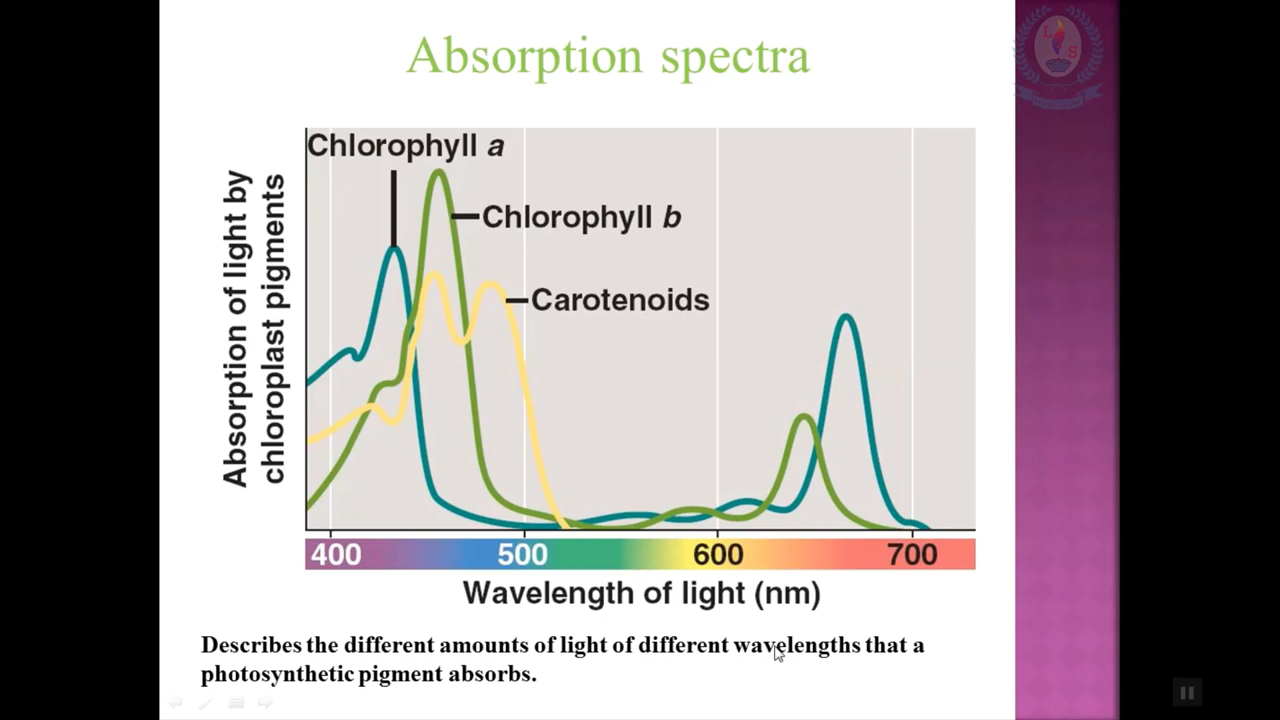 Absorption spectra
L
S
Chlorophyll a
Chlorophyll b
Carotenoids
Absorption of light by
chloroplast pigments
400 500 600 700
Wavelength of light (nm)
Describes the different amounts of light of different wavelengths that a
photosynthetic pigment absorbs.